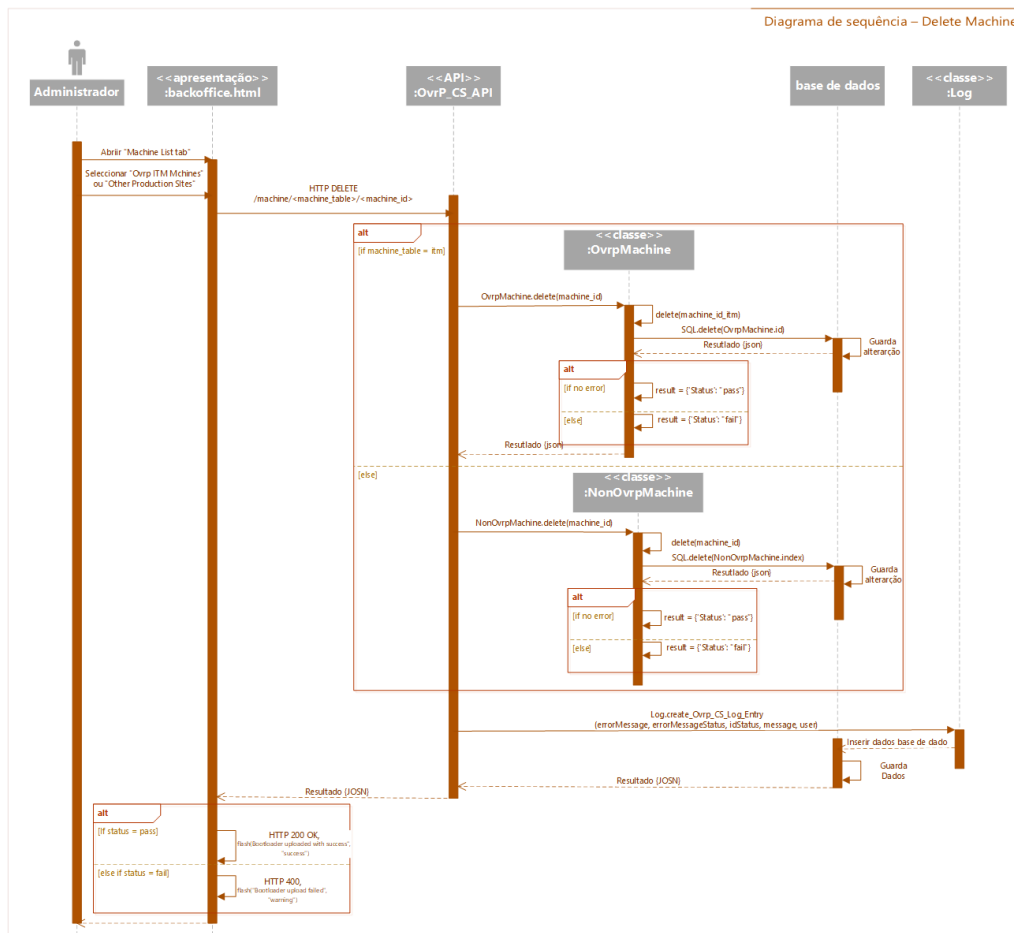 Diagrama de sequência – Delete Machine
Administrador
<<apresentação>>
:backoffice.html
<<API>>
:OvrP_CS_API
base de dados
<<classe>>
:Log
Abriir "Machine List tab"
Seleccionar "Ovrp ITM Mchines"
ou "Other Production Sites"
HTTP DELETE
/machine/<machine_table>/<machine_id>
alt
[if machine_table = itm]
<<classe>>
:OvrpMachine
OvrpMachine.delete(machine_id)
delete(machine_id_itm)
SQL.delete(OvrpMachine.id)
Resutlado (json)
Guarda
alterarção
alt
[if no error]
result = {'Status': "pass"}
[else]
result = {'Status': "fail"}
Resutlado (json)
[else]
<<classe>>
:NonOvrpMachine
NonOvrpMachine.delete(machine_id)
delete(machine_id)
SQL.delete(NonOvrpMachine.index)
Resutlado (json)
Guarda
alterarção
alt
[if no error]
result = {'Status': "pass"}
[else]
result = {'Status': "fail"}
Log.create_Ovrp_CS_Log_Entry
(errorMessage, errorMessageStatus, idStatus, message, user)
Inserir dados base de dado
Guarda
Dados
Resultado (JOSN)
Resultado (JOSN)
alt
[If status = pass]
HTTP 200 OK,
flash(Bootloader uploaded with success",
"success")
[else if status = fail]
HTTP 400,
flash("Bootloader upload failed",
"warning")